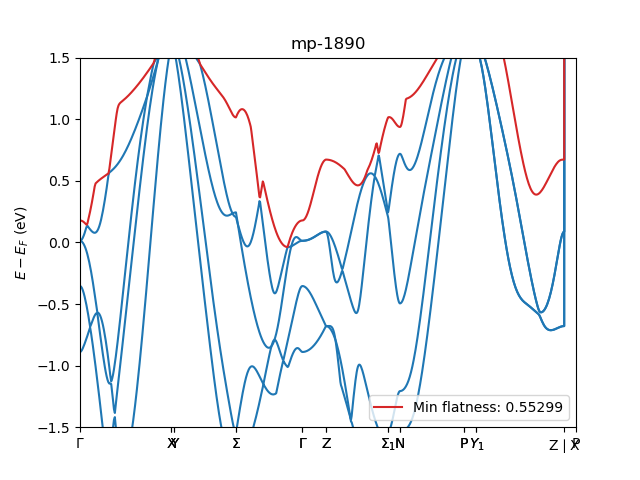 mp-1890
E − E_F (eV)
1.5
1.0
0.5
0.0
−0.5
−1.0
−1.5
Min flatness: 0.55299
Γ Σ Γ Z Σ₁ N P Y₁ Z | X P